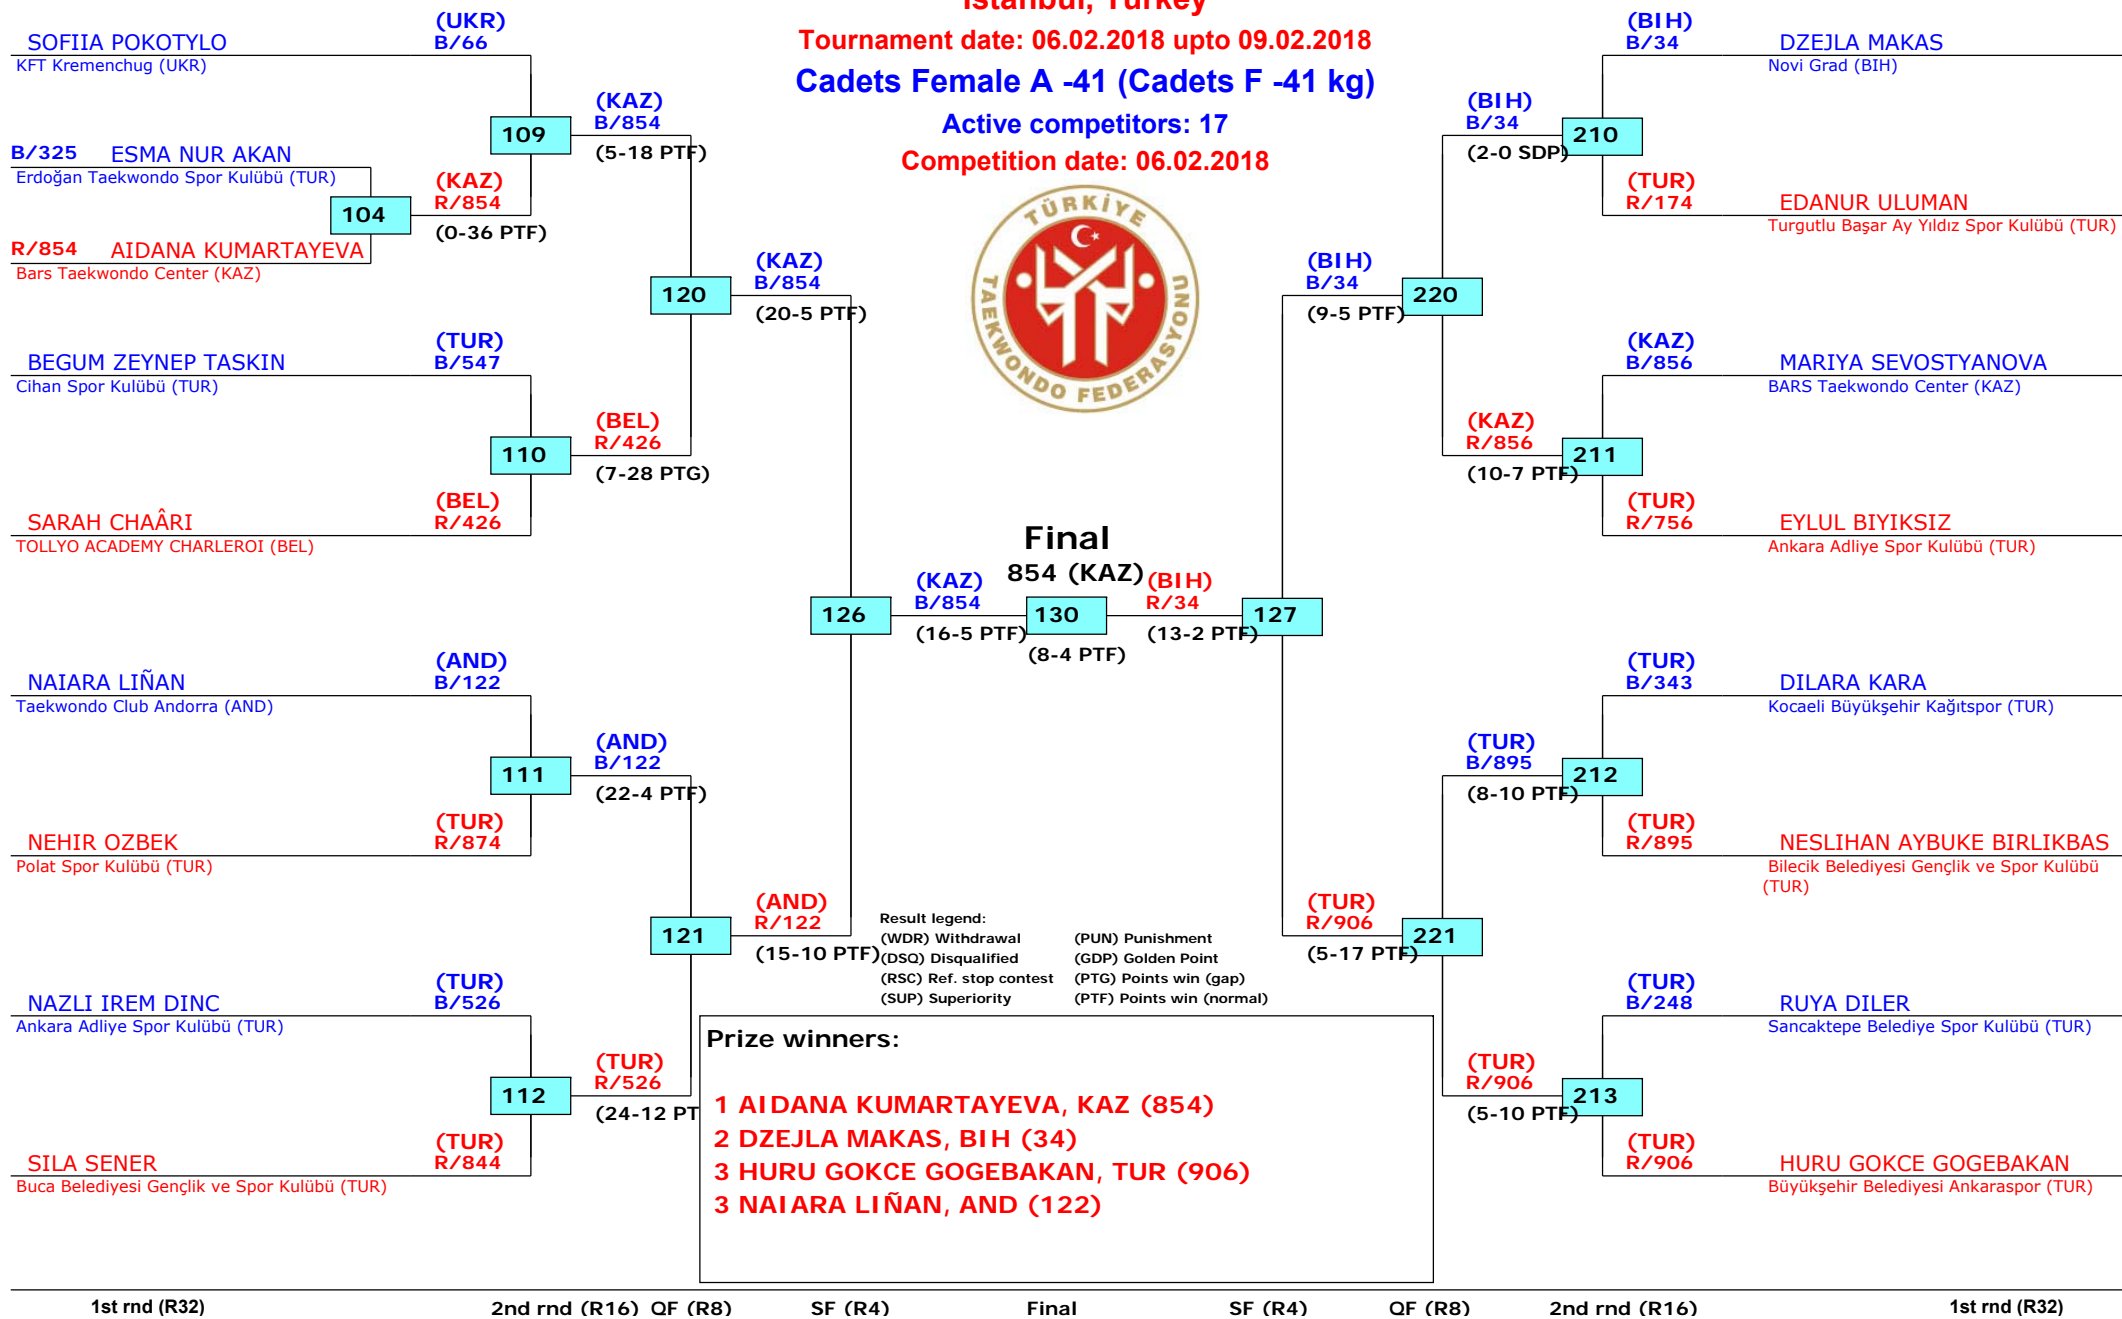 Istanbul, Turkey
Tournament date: 06.02.2018 upto 09.02.2018
Cadets Female A -41 (Cadets F -41 kg)
Active competitors: 17
Competition date: 06.02.2018
TÜRKİYE
TAEKWONDO FEDERASYONU
(UKR)
SOFIIA POKOTYLO B/66
KFT Kremenchug (UKR)
(KAZ)
B/854
109
(5-18 PTF)
B/325 ESMA NUR AKAN
Erdoğan Taekwondo Spor Kulübü (TUR)
(KAZ)
R/854
104
(0-36 PTF)
R/854 AIDANA KUMARTAYEVA
Bars Taekwondo Center (KAZ)
(KAZ)
B/854
120
(20-5 PTF)
(TUR)
BEGUM ZEYNEP TASKIN B/547
Cihan Spor Kulübü (TUR)
(BEL)
R/426
110
(7-28 PTG)
(BEL)
SARAH CHAÂRI R/426
TOLLYO ACADEMY CHARLEROI (BEL)
Final
854 (KAZ)
(KAZ)
B/854
126
(16-5 PTF)
130
(8-4 PTF)
(BIH)
R/34
127
(13-2 PTF)
(AND)
NAIARA LIÑAN B/122
Taekwondo Club Andorra (AND)
(AND)
B/122
111
(22-4 PTF)
(TUR)
NEHIR OZBEK R/874
Polat Spor Kulübü (TUR)
(AND)
R/122
121
(15-10 PTF)
(TUR)
NAZLI IREM DINC B/526
Ankara Adliye Spor Kulübü (TUR)
(TUR)
R/526
112
(24-12 PT
(TUR)
SILA SENER R/844
Buca Belediyesi Gençlik ve Spor Kulübü (TUR)
(BIH)
B/34 DZEJLA MAKAS
Novi Grad (BIH)
(BIH)
B/34
210
(2-0 SDP)
(TUR)
R/174 EDANUR ULUMAN
Turgutlu Başar Ay Yıldız Spor Kulübü (TUR)
(BIH)
B/34
220
(9-5 PTF)
(KAZ)
B/856 MARIYA SEVOSTYANOVA
BARS Taekwondo Center (KAZ)
(KAZ)
R/856
211
(10-7 PTF)
(TUR)
R/756 EYLUL BIYIKSIZ
Ankara Adliye Spor Kulübü (TUR)
(TUR)
B/343 DILARA KARA
Kocaeli Büyükşehir Kağıtspor (TUR)
(TUR)
B/895
212
(8-10 PTF)
(TUR)
R/895 NESLIHAN AYBUKE BIRLIKBAS
Bilecik Belediyesi Gençlik ve Spor Kulübü
(TUR)
(TUR)
R/906
221
(5-17 PTF)
(TUR)
B/248 RUYA DILER
Sancaktepe Belediye Spor Kulübü (TUR)
(TUR)
R/906
213
(5-10 PTF)
(TUR)
R/906 HURU GOKCE GOGEBAKAN
Büyükşehir Belediyesi Ankaraspor (TUR)
Result legend:
(WDR) Withdrawal (PUN) Punishment
(DSQ) Disqualified (GDP) Golden Point
(RSC) Ref. stop contest (PTG) Points win (gap)
(SUP) Superiority (PTF) Points win (normal)
Prize winners:
1 AIDANA KUMARTAYEVA, KAZ (854)
2 DZEJLA MAKAS, BIH (34)
3 HURU GOKCE GOGEBAKAN, TUR (906)
3 NAIARA LIÑAN, AND (122)
1st rnd (R32) 2nd rnd (R16) QF (R8) SF (R4) Final SF (R4) QF (R8) 2nd rnd (R16) 1st rnd (R32)